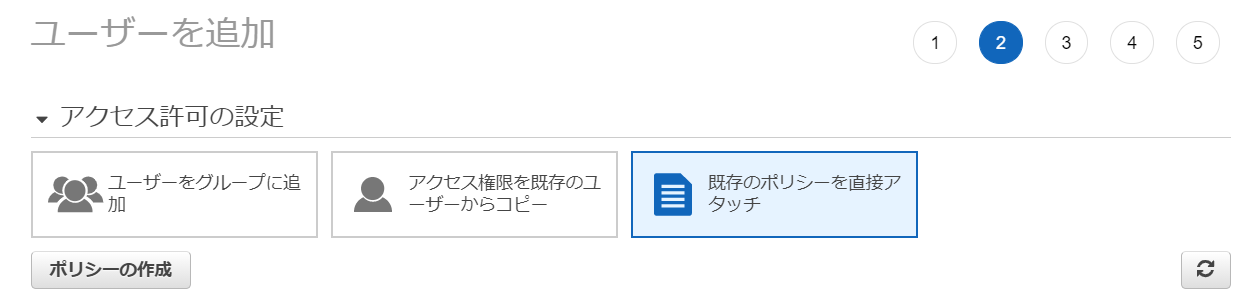 ユーザーを追加
1 2 3 4 5
アクセス許可の設定
ユーザーをグループに追
加
アクセス権限を既存のユ
ーザーからコピー
既存のポリシーを直接ア
タッチ
ポリシーの作成